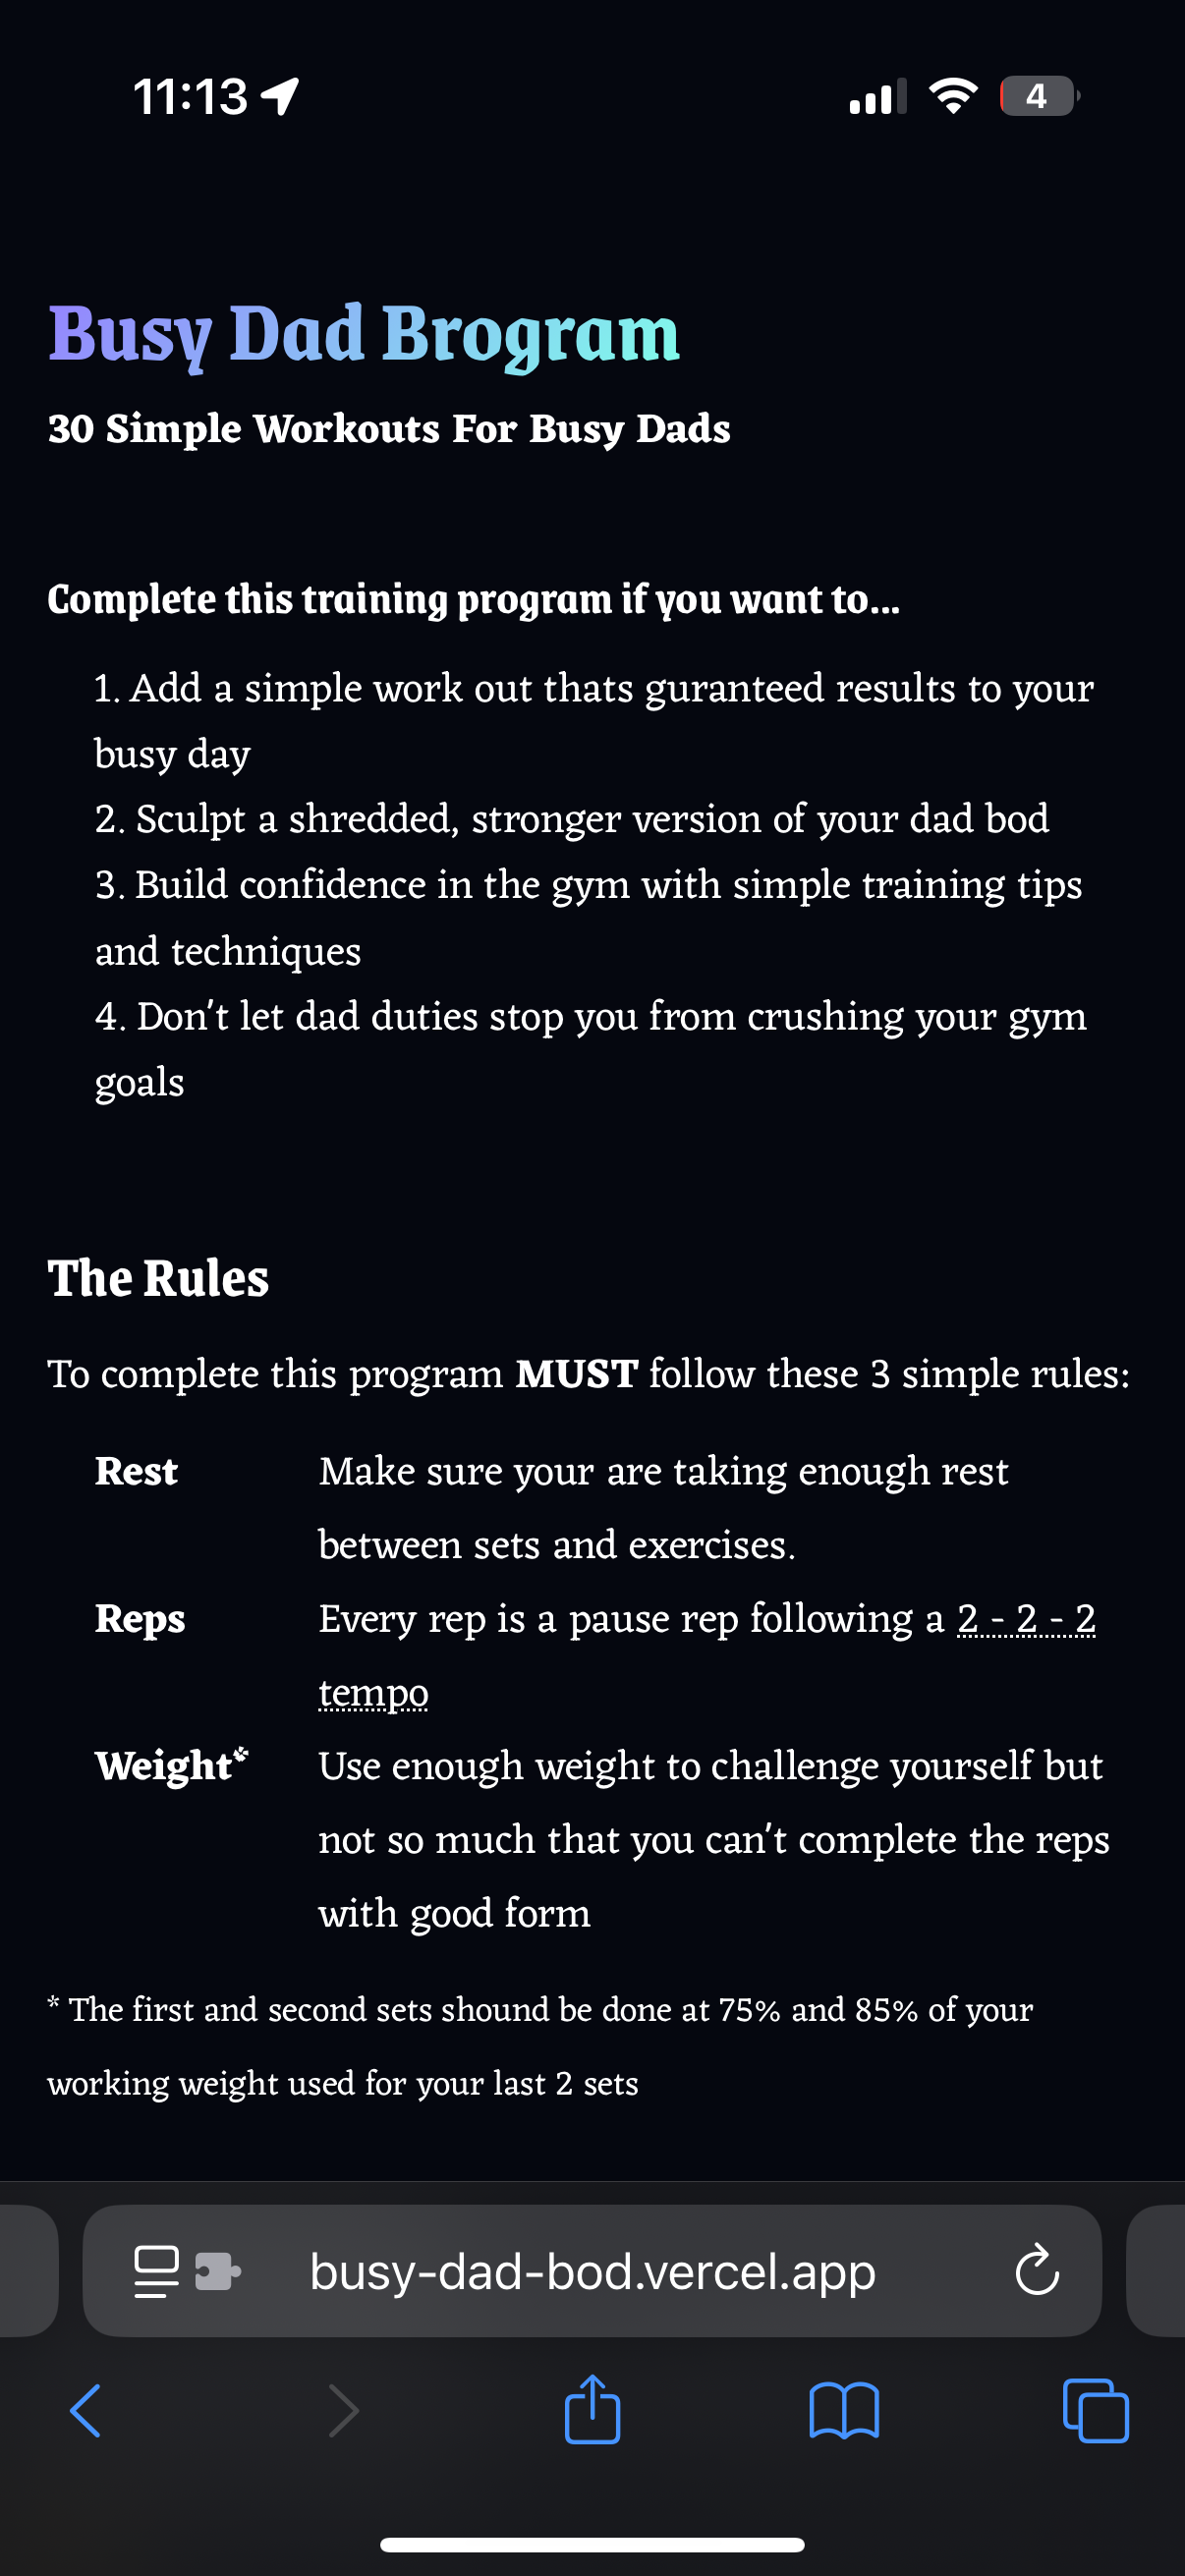 11:13
4
Busy Dad Brogram
30 Simple Workouts For Busy Dads
Complete this training program if you want to...
1. Add a simple work out thats guranteed results to your
busy day
2. Sculpt a shredded, stronger version of your dad bod
3. Build confidence in the gym with simple training tips
and techniques
4. Don't let dad duties stop you from crushing your gym
goals
The Rules
To complete this program MUST follow these 3 simple rules:
Rest Make sure your are taking enough rest
between sets and exercises.
Reps Every rep is a pause rep following a 2 - 2 - 2
tempo
Weight* Use enough weight to challenge yourself but
not so much that you can't complete the reps
with good form
* The first and second sets shound be done at 75% and 85% of your
working weight used for your last 2 sets
busy-dad-bod.vercel.app